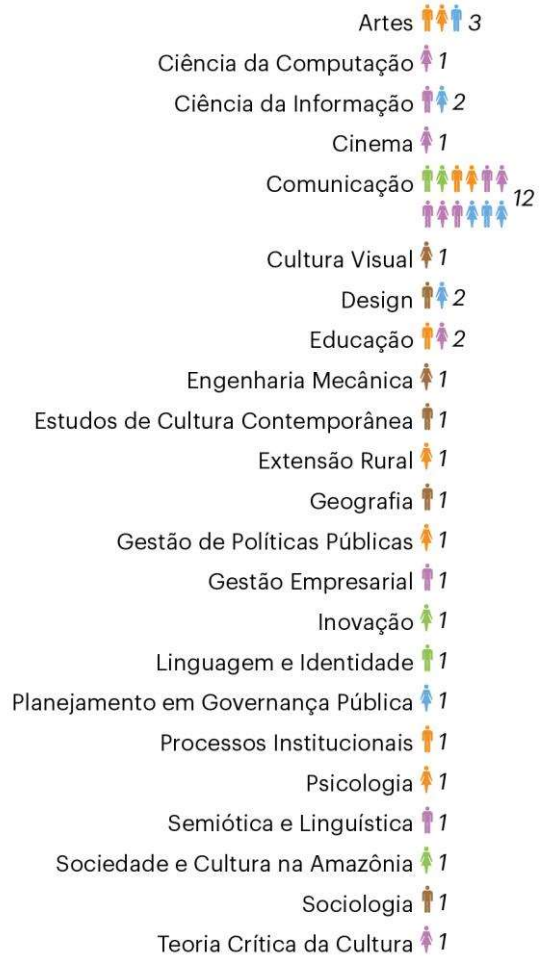 Artes 3
Ciência da Computação 1
Ciência da Informação 2
Cinema 1
Comunicação 12
Cultura Visual 1
Design 2
Educação 2
Engenharia Mecânica 1
Estudos de Cultura Contemporânea 1
Extensão Rural 1
Geografia 1
Gestão de Políticas Públicas 1
Gestão Empresarial 1
Inovação 1
Linguagem e Identidade 1
Planejamento em Governança Pública 1
Processos Institucionais 1
Psicologia 1
Semiótica e Linguística 1
Sociedade e Cultura na Amazônia 1
Sociologia 1
Teoria Crítica da Cultura 1